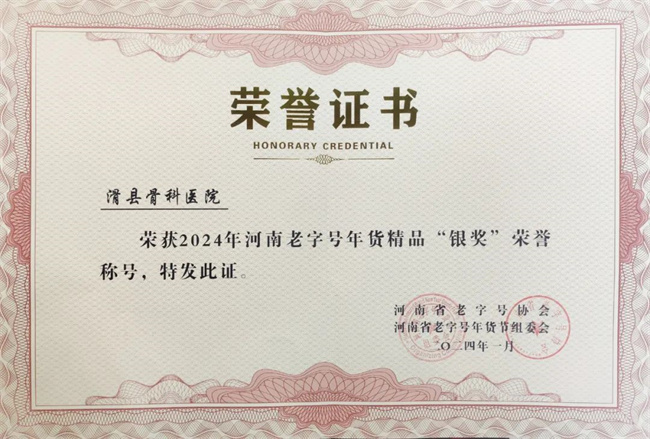 荣誉证书
HONORARY CREDENTIAL
滑县骨科医院
荣获2024年河南老字号年货精品“银奖”荣誉
称号，特发此证。
河南省老字号协会
河南省老字号年货节组委会
二〇二四年一月